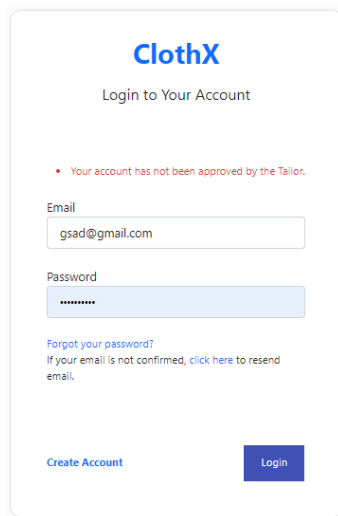 ClothX
Login to Your Account
• Your account has not been approved by the Tailor.
Email
gsad@gmail.com
Password
••••••••••
Forgot your password?
If your email is not confirmed, click here to resend
email.
Create Account
Login